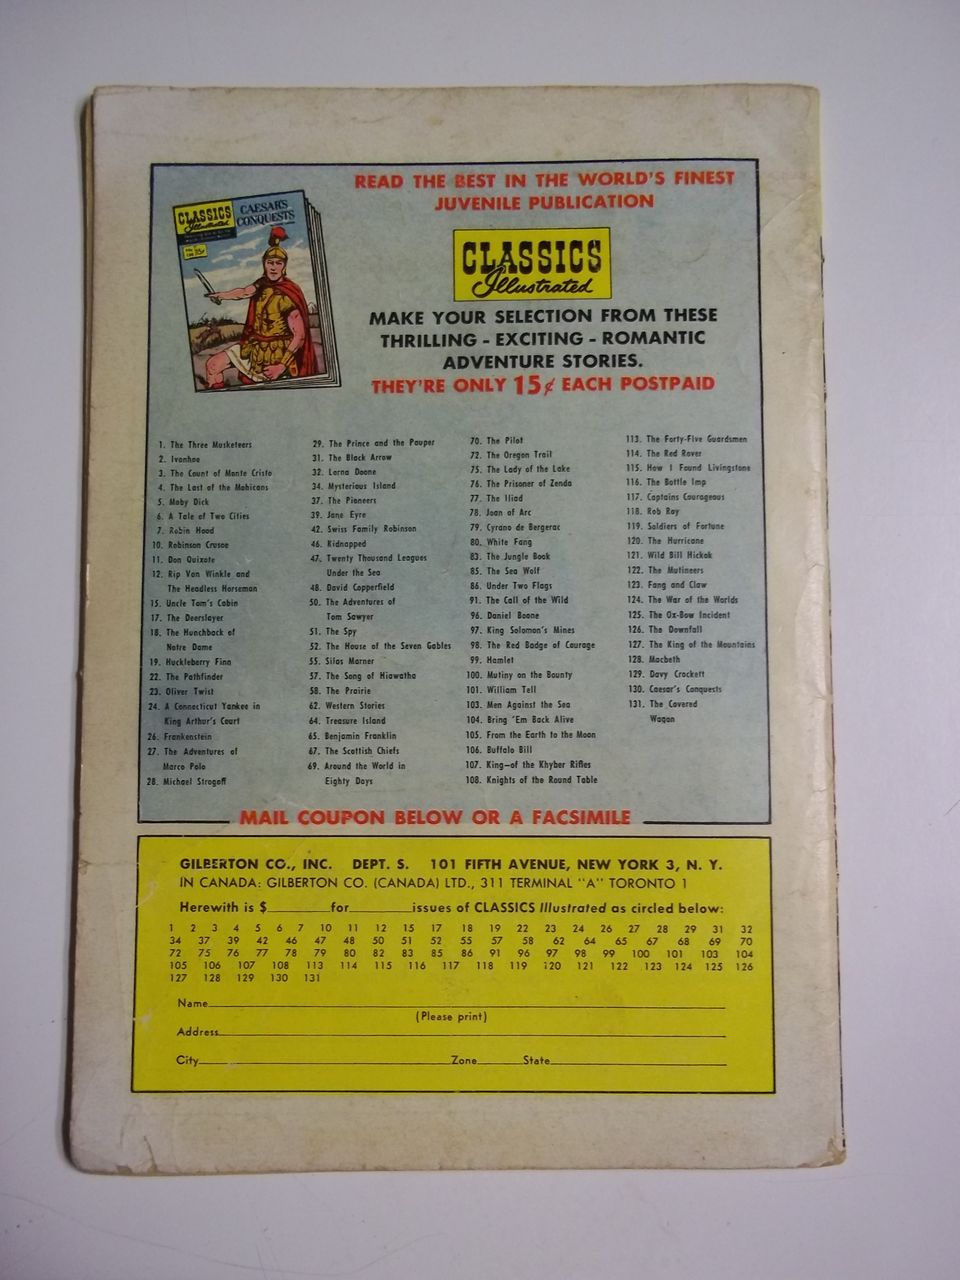 READ THE BEST IN THE WORLD'S FINEST
JUVENILE PUBLICATION
CLASSICS
Illustrated
CAESAR'S
CONQUESTS
CLASSICS
Illustrated
15¢
MAKE YOUR SELECTION FROM THESE
THRILLING - EXCITING - ROMANTIC
ADVENTURE STORIES.
THEY'RE ONLY 15¢ EACH POSTPAID
1. The Three Musketeers
2. Ivanhoe
3. The Count of Monte Cristo
4. The Last of the Mohicans
5. Moby Dick
6. A Tale of Two Cities
7. Robin Hood
10. Robinson Crusoe
11. Don Quixote
12. Rip Van Winkle and
The Headless Horseman
15. Uncle Tom's Cabin
17. The Deerslayer
18. The Hunchback of
Notre Dame
19. Huckleberry Finn
22. The Pathfinder
23. Oliver Twist
24. A Connecticut Yankee in
King Arthur's Court
26. Frankenstein
27. The Adventures of
Marco Polo
28. Michael Strogoff
29. The Prince and the Pauper
31. The Black Arrow
32. Lorna Doone
34. Mysterious Island
37. The Pioneers
39. Jane Eyre
42. Swiss Family Robinson
46. Kidnapped
47. Twenty Thousand Leagues
Under the Sea
48. David Copperfield
50. The Adventures of
Tom Sawyer
51. The Spy
52. The House of the Seven Gables
55. Silas Marner
57. The Song of Hiawatha
58. The Prairie
62. Western Stories
64. Treasure Island
65. Benjamin Franklin
67. The Scottish Chiefs
69. Around the World in
Eighty Days
70. The Pilot
72. The Oregon Trail
75. The Lady of the Lake
76. The Prisoner of Zenda
77. The Iliad
78. Joan of Arc
79. Cyrano de Bergerac
80. White Fang
83. The Jungle Book
85. The Sea Wolf
86. Under Two Flags
91. The Call of the Wild
96. Daniel Boone
97. King Solomon's Mines
98. The Red Badge of Courage
99. Hamlet
100. Mutiny on the Bounty
101. William Tell
103. Men Against the Sea
104. Bring 'Em Back Alive
105. From the Earth to the Moon
106. Buffalo Bill
107. King—of the Khyber Rifles
108. Knights of the Round Table
113. The Forty-Five Guardsmen
114. The Red Rover
115. How I Found Livingstone
116. The Bottle Imp
117. Captains Courageous
118. Rob Roy
119. Soldiers of Fortune
120. The Hurricane
121. Wild Bill Hickok
122. The Mutineers
123. Fang and Claw
124. The War of the Worlds
125. The Ox-Bow Incident
126. The Downfall
127. The King of the Mountains
128. Macbeth
129. Davy Crockett
130. Caesar's Conquests
131. The Covered
Wagon
MAIL COUPON BELOW OR A FACSIMILE
GILBERTON CO., INC. DEPT. S. 101 FIFTH AVENUE, NEW YORK 3, N. Y.
IN CANADA: GILBERTON CO. (CANADA) LTD., 311 TERMINAL "A" TORONTO 1
Herewith is $ for issues of CLASSICS Illustrated as circled below:
1 2 3 4 5 6 7 10 11 12 15 17 18 19 22 23 24 26 27 28 29 31 32
34 37 39 42 46 47 48 50 51 52 55 57 58 62 64 65 67 68 69 70
72 75 76 77 78 79 80 82 83 85 86 91 96 97 98 99 100 101 103 104
105 106 107 108 113 114 115 116 117 118 119 120 121 122 123 124 125 126
127 128 129 130 131
Name
(Please print)
Address
City Zone State